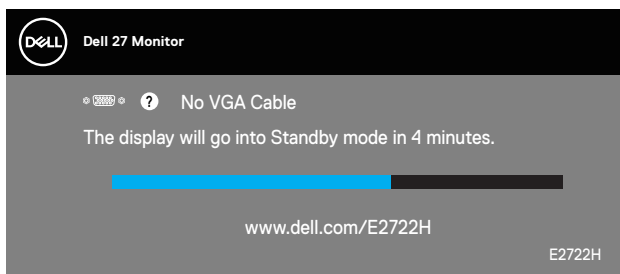 DELL
Dell 27 Monitor
? No VGA Cable
The display will go into Standby mode in 4 minutes.
www.dell.com/E2722H
E2722H